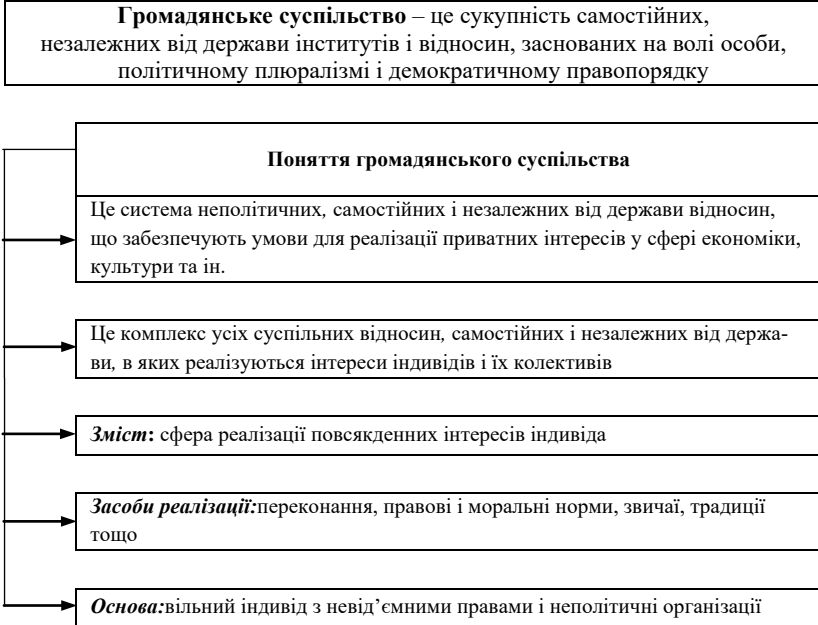 Громадянське суспільство – це сукупність самостійних,
незалежних від держави інститутів і відносин, заснованих на волі особи,
політичному плюралізмі і демократичному правопорядку
Поняття громадянського суспільства
Це система неполітичних, самостійних і незалежних від держави відносин,
що забезпечують умови для реалізації приватних інтересів у сфері економіки,
культури та ін.
Це комплекс усіх суспільних відносин, самостійних і незалежних від держа-
ви, в яких реалізуються інтереси індивідів і їх колективів
Зміст: сфера реалізації повсякденних інтересів індивіда
Засоби реалізації:переконання, правові і моральні норми, звичаї, традиції
тощо
Основа:вільний індивід з невід’ємними правами і неполітичні організації